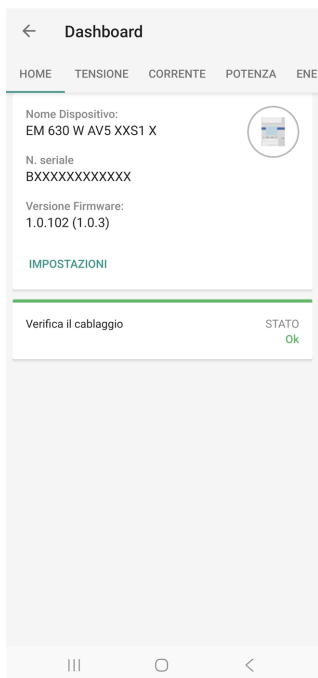 Dashboard
HOME TENSIONE CORRENTE POTENZA ENE
Nome Dispositivo:
EM 630 W AV5 XXS1 X
N. seriale
BXXXXXXXXXXXX
Versione Firmware:
1.0.102 (1.0.3)
IMPOSTAZIONI
Verifica il cablaggio STATO
Ok